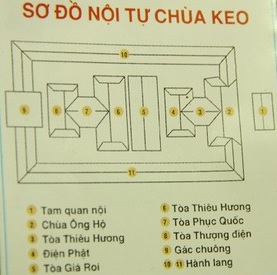 SƠ ĐỒ NỘI TỰ CHÙA KEO
10
9
8
7
6
5
4
3
2
1
11
1 Tam quan nội
2 Chùa Ông Hộ
3 Tòa Thiêu Hương
4 Điện Phật
5 Tòa Giá Roi
6 Tòa Thiêu Hương
7 Tòa Phục Quốc
8 Tòa Thượng điện
9 Gác chuông
10 11 Hành lang